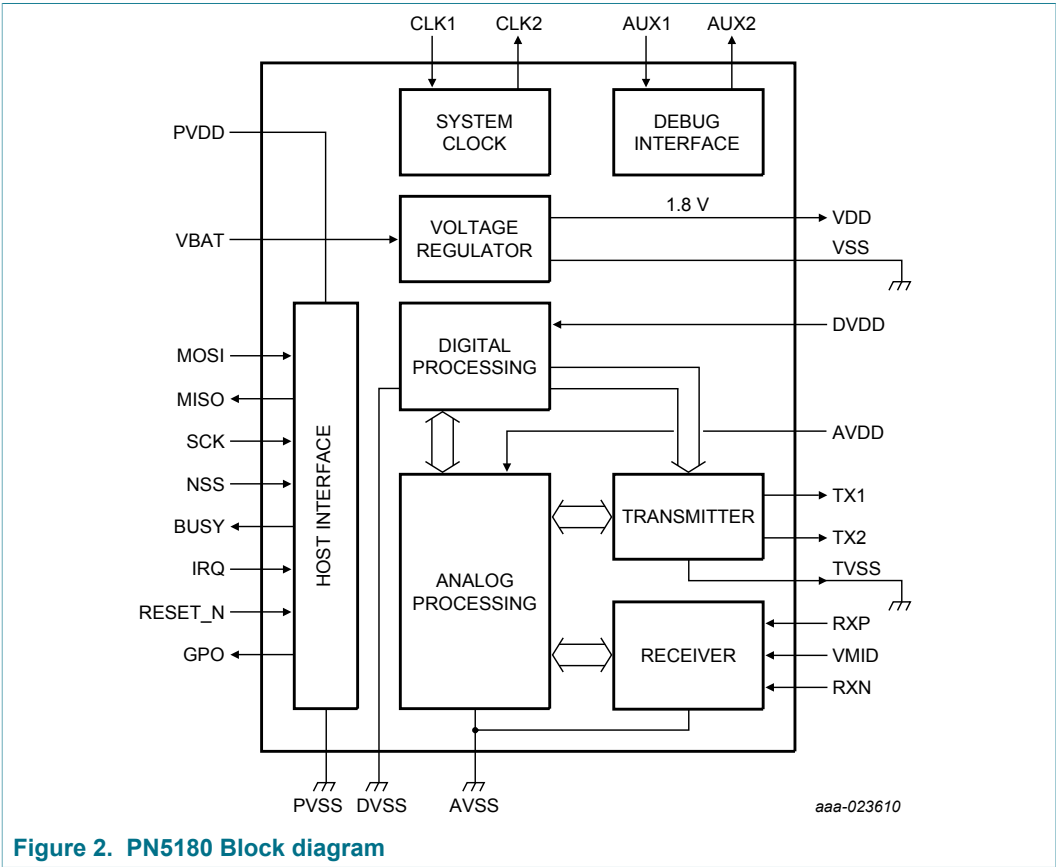 CLK1
CLK2
AUX1
AUX2
SYSTEM
CLOCK
DEBUG
INTERFACE
PVDD
VBAT
VOLTAGE
REGULATOR
1.8 V
VDD
VSS
DIGITAL
PROCESSING
DVDD
MOSI
MISO
SCK
NSS
BUSY
IRQ
RESET_N
GPO
HOST INTERFACE
AVDD
ANALOG
PROCESSING
TRANSMITTER
TX1
TX2
TVSS
RECEIVER
RXP
VMID
RXN
PVSS
DVSS
AVSS
aaa-023610
Figure 2. PN5180 Block diagram